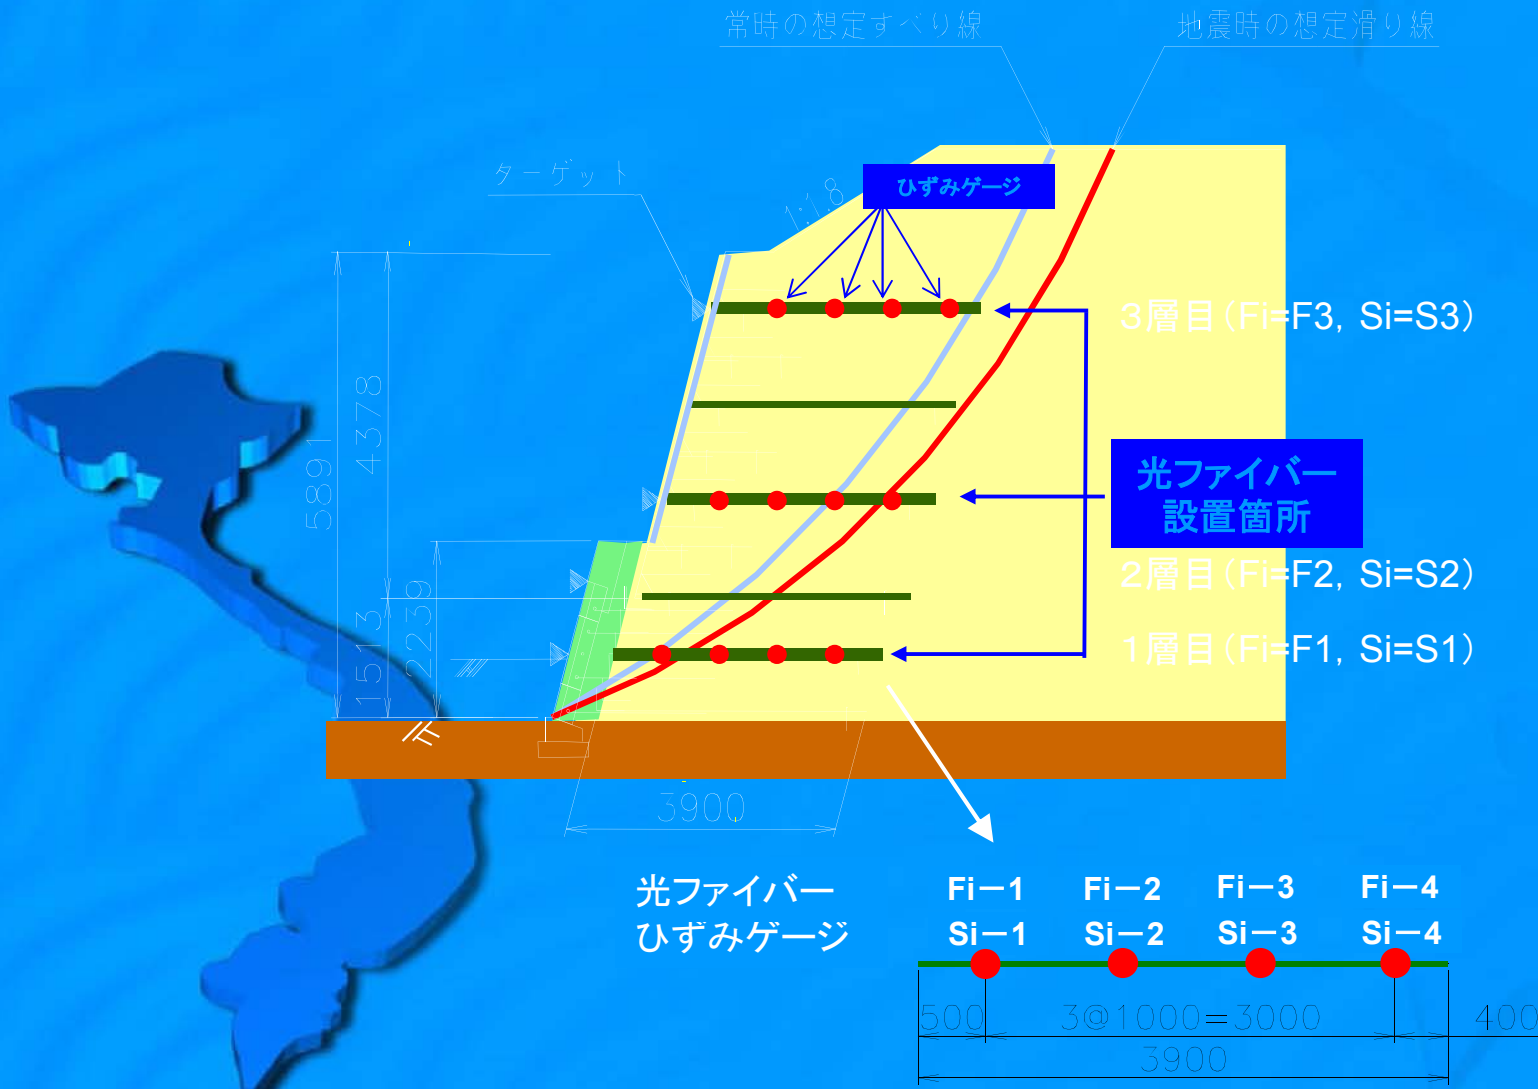 常時の想定すべり線
地震時の想定滑り線
ターゲット
1:1.8
ひずみゲージ
3層目(Fi=F3, Si=S3)
5891
4378
光ファイバー
設置箇所
2層目(Fi=F2, Si=S2)
1513
2239
1層目(Fi=F1, Si=S1)
3900
光ファイバー
ひずみゲージ
Fi－1 Fi－2 Fi－3 Fi－4
Si－1 Si－2 Si－3 Si－4
500 3@1000=3000 400
3900